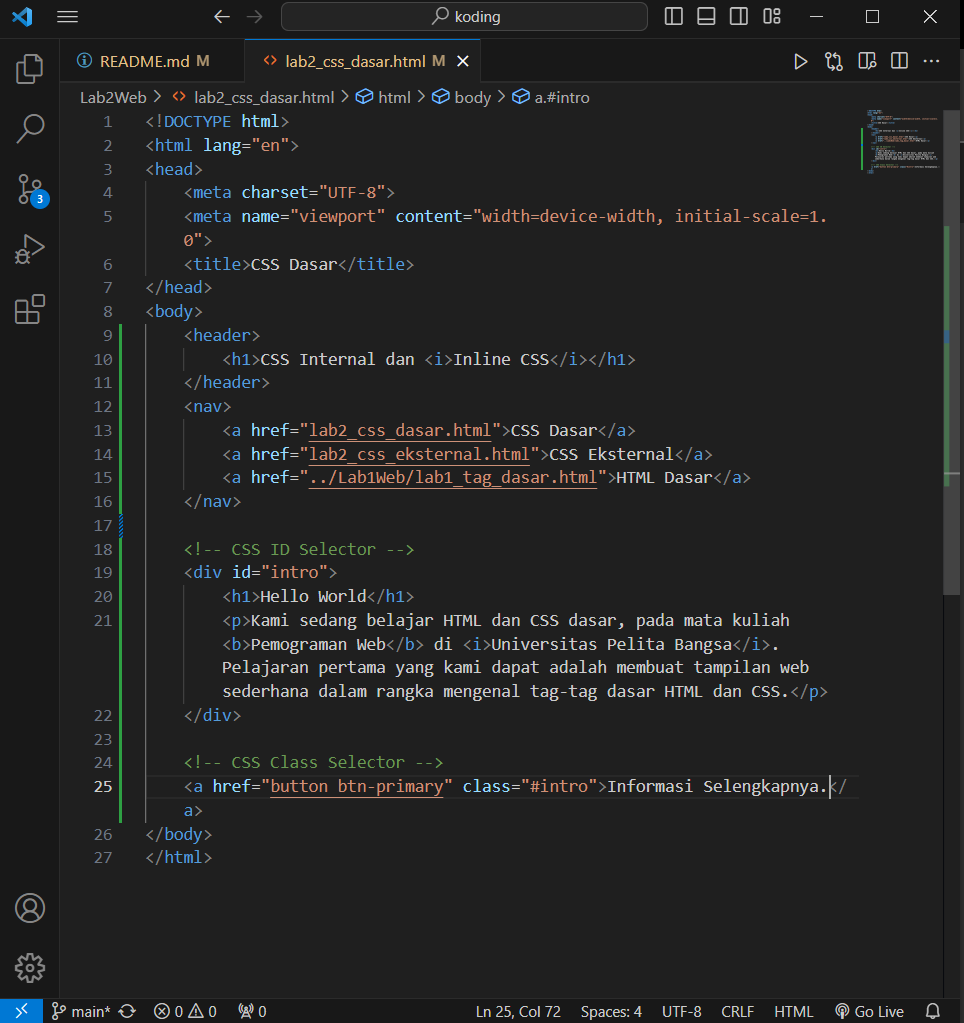 koding
README.md M
lab2_css_dasar.html M
Lab2Web > lab2_css_dasar.html > html > body > a.#intro
1 <!DOCTYPE html>
2 <html lang="en">
3 <head>
4 <meta charset="UTF-8">
5 <meta name="viewport" content="width=device-width, initial-scale=1.
0">
6 <title>CSS Dasar</title>
7 </head>
8 <body>
9 <header>
10 <h1>CSS Internal dan <i>Inline CSS</i></h1>
11 </header>
12 <nav>
13 <a href="lab2_css_dasar.html">CSS Dasar</a>
14 <a href="lab2_css_eksternal.html">CSS Eksternal</a>
15 <a href="../Lab1Web/lab1_tag_dasar.html">HTML Dasar</a>
16 </nav>
17
18 <!-- CSS ID Selector -->
19 <div id="intro">
20 <h1>Hello World</h1>
21 <p>Kami sedang belajar HTML dan CSS dasar, pada mata kuliah
<b>Pemograman Web</b> di <i>Universitas Pelita Bangsa</i>.
Pelajaran pertama yang kami dapat adalah membuat tampilan web
sederhana dalam rangka mengenal tag-tag dasar HTML dan CSS.</p>
22 </div>
23
24 <!-- CSS Class Selector -->
25 <a href="button btn-primary" class="#intro">Informasi Selengkapnya.</
a>
26 </body>
27 </html>
3
main* 0 0 0 Ln 25, Col 72 Spaces: 4 UTF-8 CRLF HTML Go Live